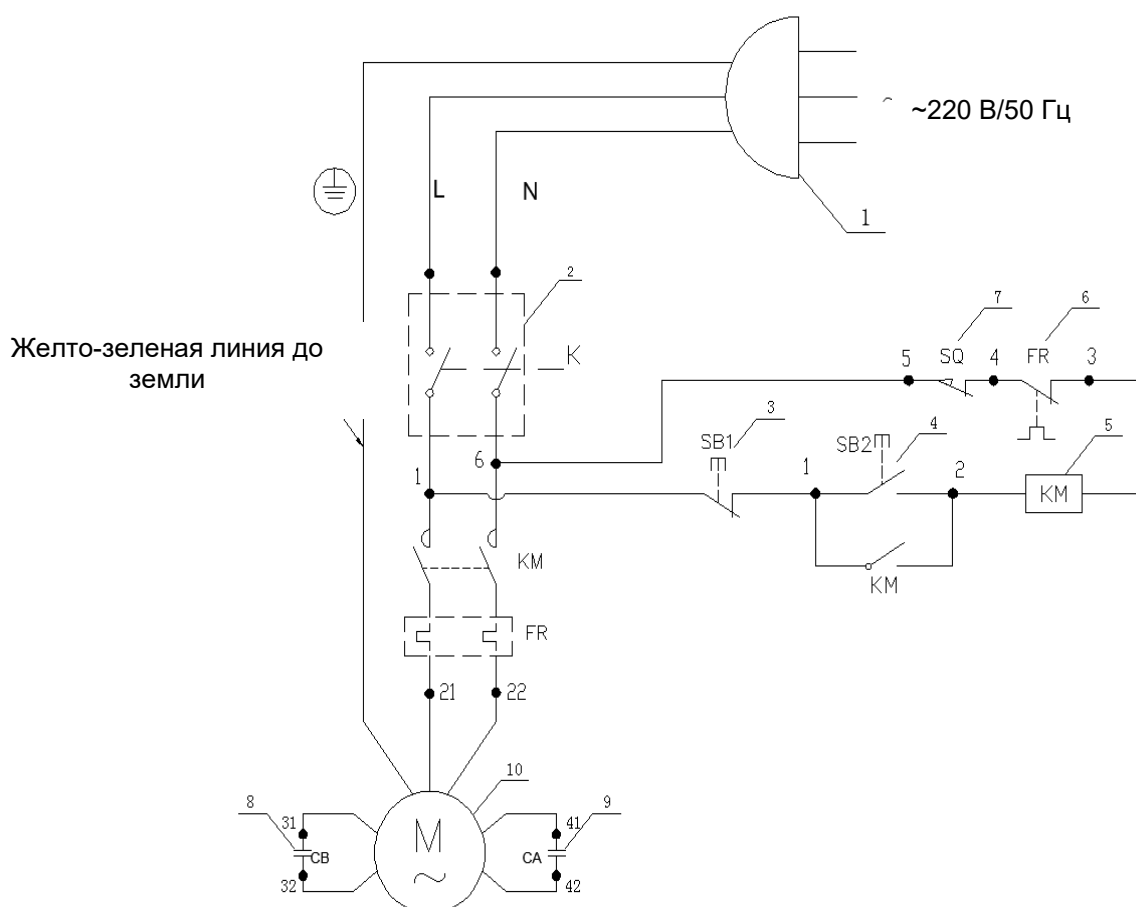 ~ ~220 В/50 Гц
1
L N
2
K
Желто-зеленая линия до
земли
7 6
5 SQ 4 FR 3
3 4 5
SB1 SB2
1 6 1 2 KM
KM KM
FR
21 22
10
8 9
31 41
M
CB CA
~
32 42